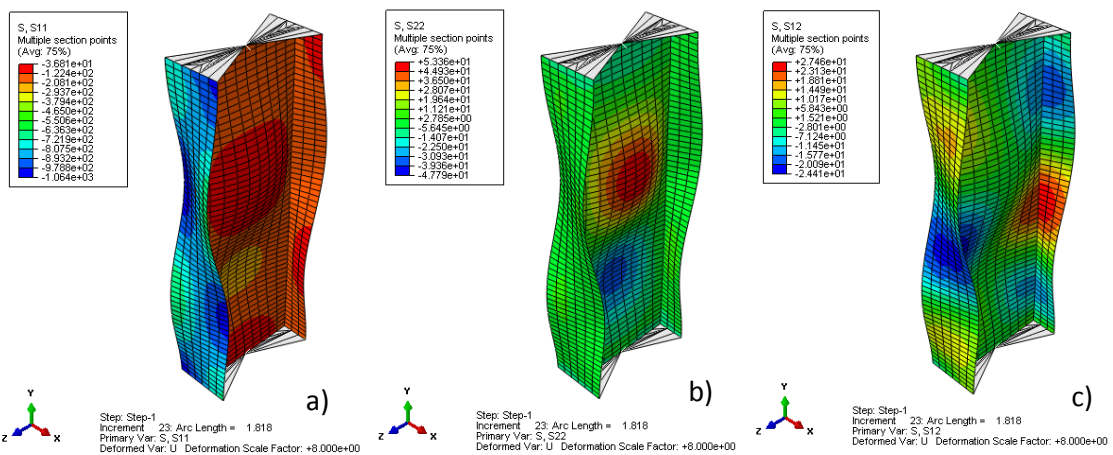 S, S11
Multiple section points
(Avg: 75%)
-3.681e+01
-1.224e+02
-2.081e+02
-2.937e+02
-3.794e+02
-4.650e+02
-5.506e+02
-6.363e+02
-7.219e+02
-8.075e+02
-8.932e+02
-9.788e+02
-1.064e+03
Y
Z
X
a)
Step: Step-1
Increment 23: Arc Length = 1.818
Primary Var: S, S11
Deformed Var: U Deformation Scale Factor: +8.000e+00
S, S22
Multiple section points
(Avg: 75%)
+5.336e+01
+4.493e+01
+3.650e+01
+2.807e+01
+1.964e+01
+1.121e+01
+2.785e+00
-5.645e+00
-1.407e+01
-2.250e+01
-3.093e+01
-3.936e+01
-4.779e+01
Y
Z
X
b)
Step: Step-1
Increment 23: Arc Length = 1.818
Primary Var: S, S22
Deformed Var: U Deformation Scale Factor: +8.000e+00
S, S12
Multiple section points
(Avg: 75%)
+2.746e+01
+2.313e+01
+1.881e+01
+1.449e+01
+1.017e+01
+5.843e+00
+1.521e+00
-2.801e+00
-7.124e+00
-1.145e+01
-1.577e+01
-2.009e+01
-2.441e+01
Y
Z
X
c)
Step: Step-1
Increment 23: Arc Length = 1.818
Primary Var: S, S12
Deformed Var: U Deformation Scale Factor: +8.000e+00